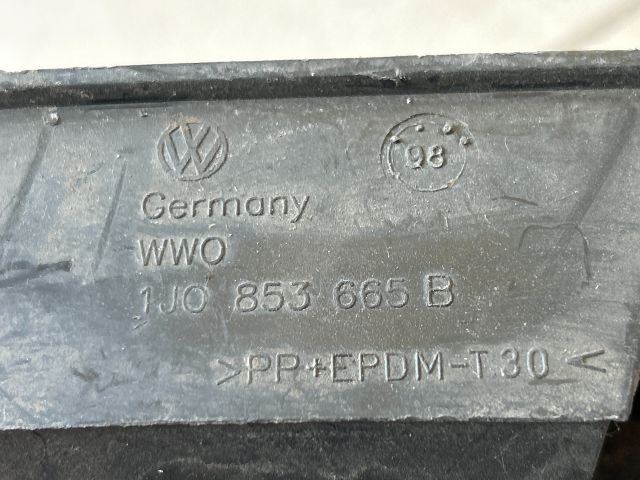 98
Germany
WWO
1J0 853 665 B
>PP+EPDM-T30<